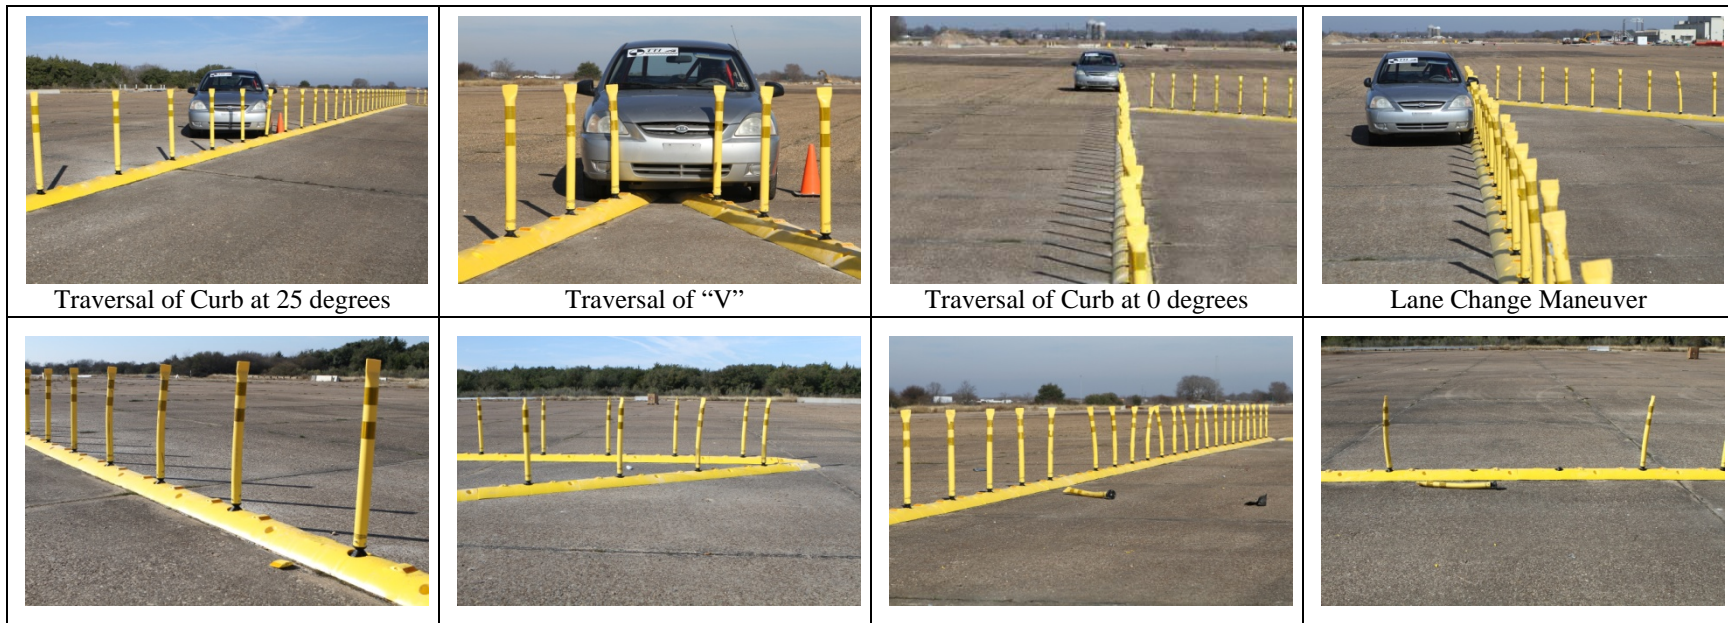 Traversal of Curb at 25 degrees
Traversal of “V”
Traversal of Curb at 0 degrees
Lane Change Maneuver